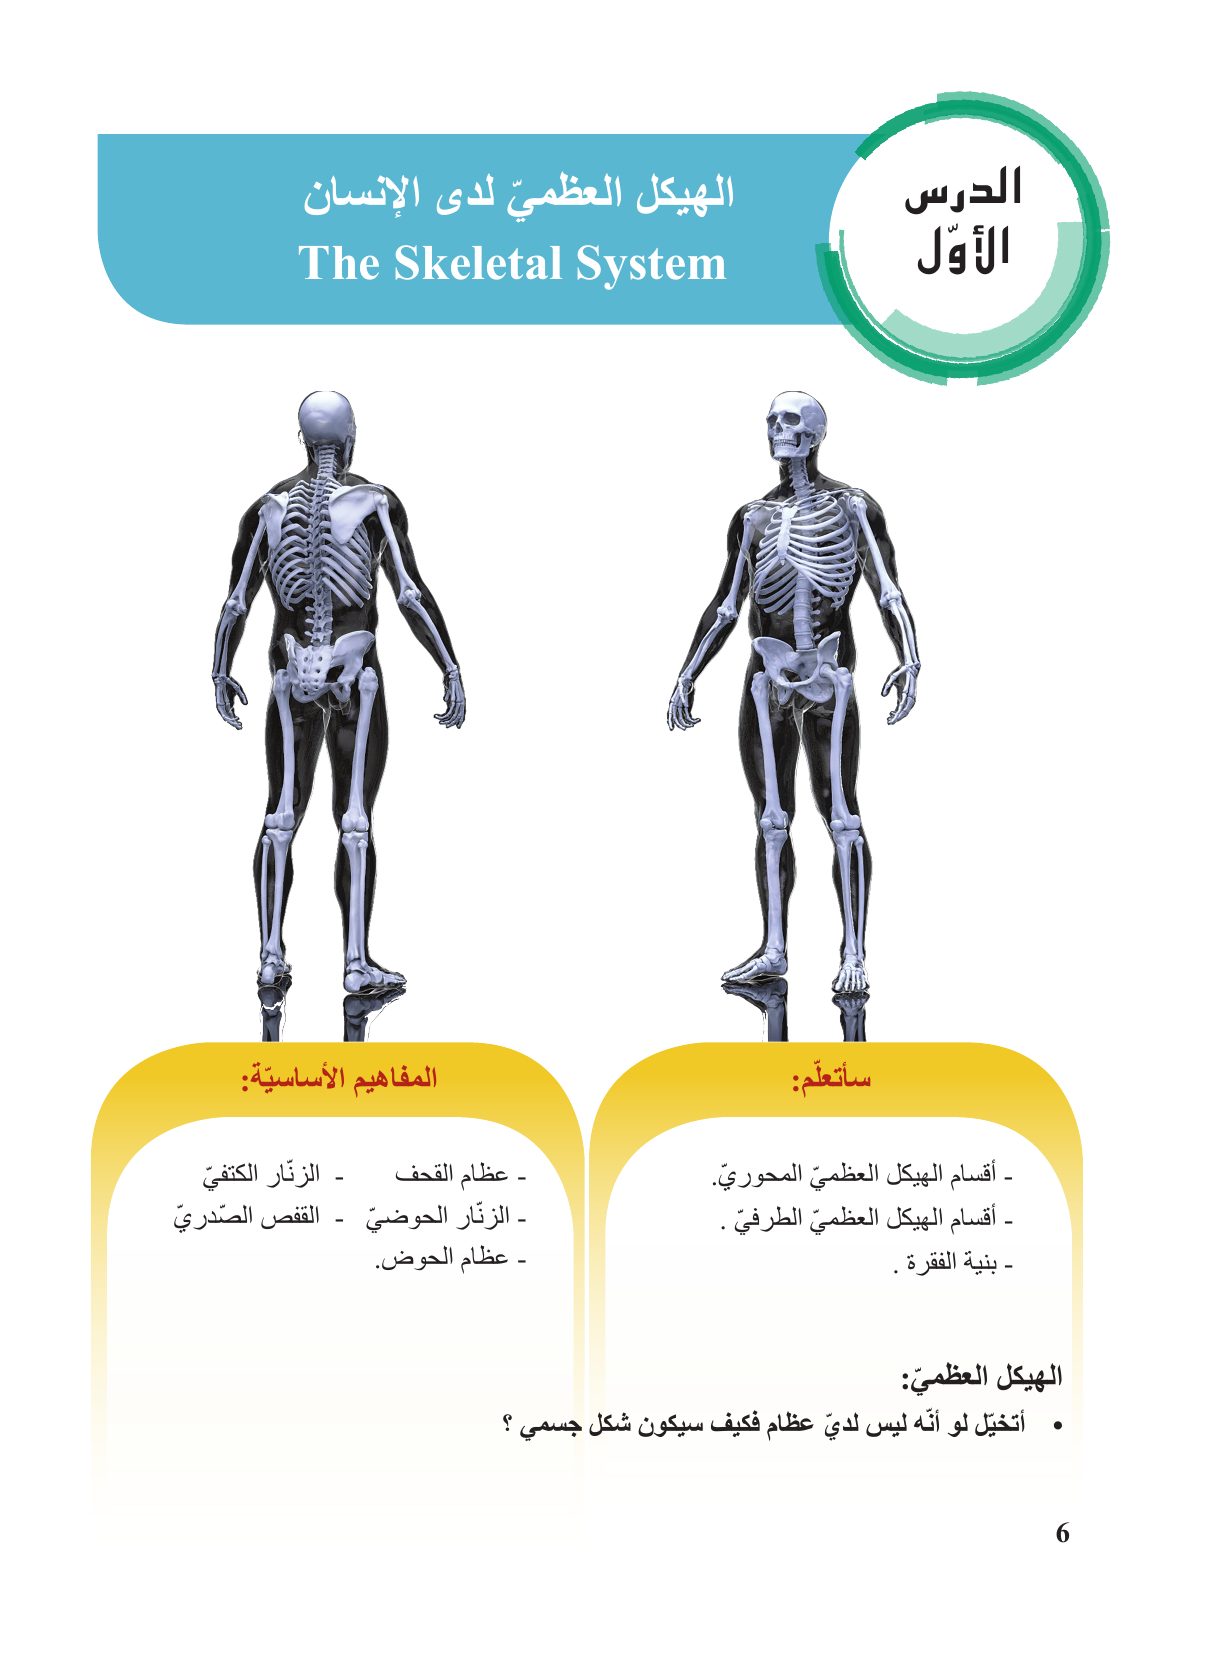 الدرس
الأوّل
الهيكل العظميّ لدى الإنسان
The Skeletal System
سأتعلّم:
- أقسام الهيكل العظميّ المحوريّ.
- أقسام الهيكل العظميّ الطرفيّ .
- بنية الفقرة .
المفاهيم الأساسيّة:
- عظام القحف - الزنّار الكتفيّ
- الزنّار الحوضيّ - القفص الصّدريّ
- عظام الحوض.
الهيكل العظميّ:
• أتخيّل لو أنّه ليس لديّ عظام فكيف سيكون شكل جسمي ؟
6